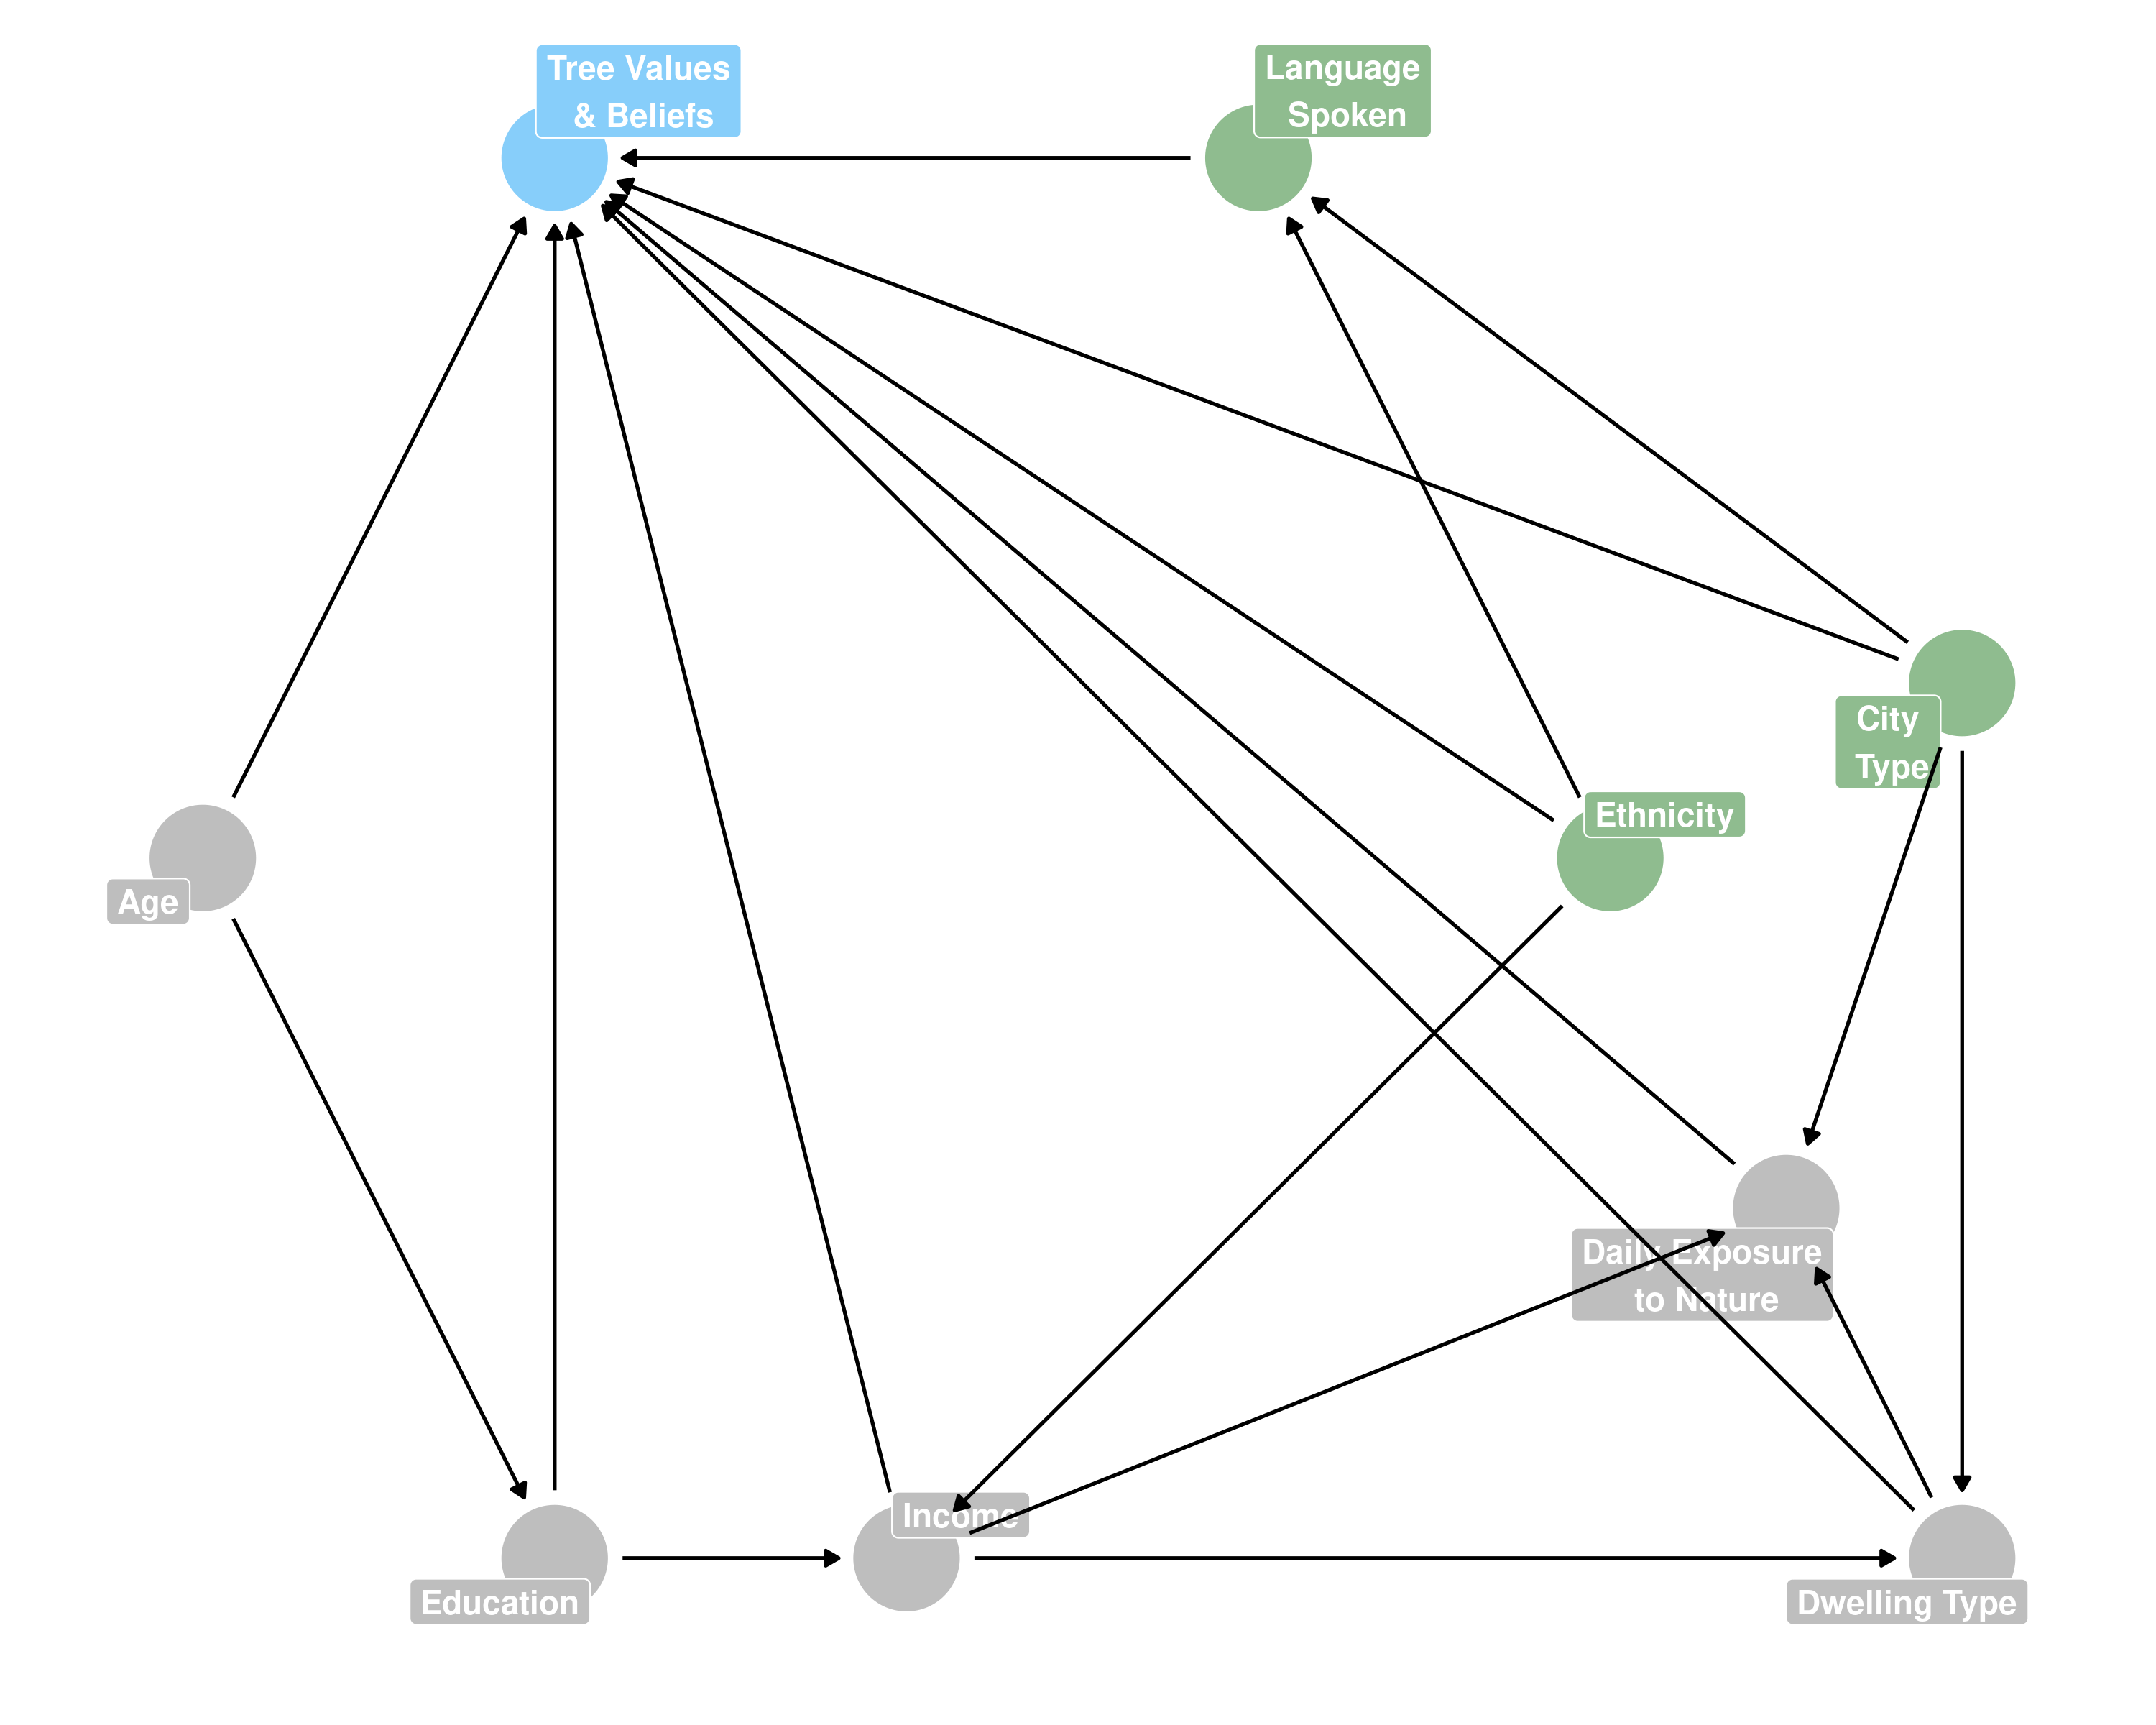 Tree Values
& Beliefs
Language
Spoken
City
Type
Ethnicity
Age
Daily Exposure
to Nature
Income
Education
Dwelling Type